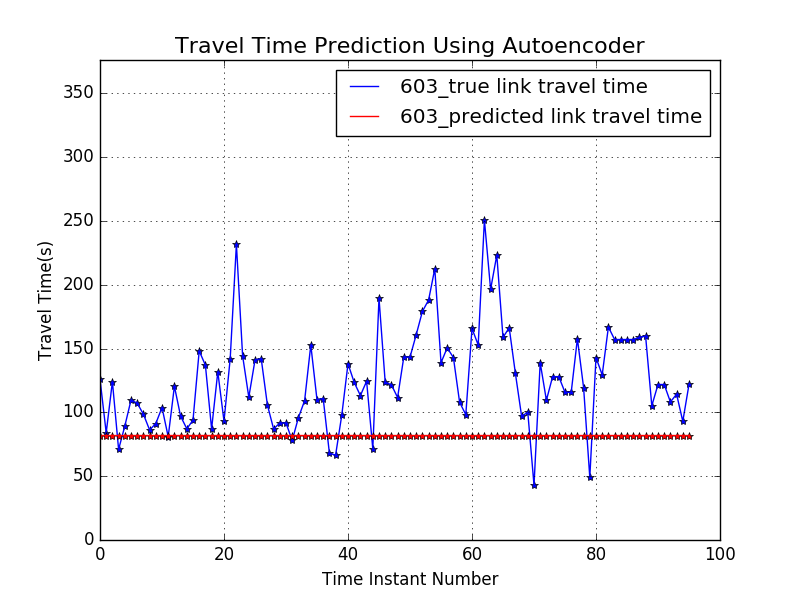 Travel Time Prediction Using Autoencoder
603_true link travel time
603_predicted link travel time
350
300
250
200
150
100
50
0
Travel Time(s)
0 20 40 60 80 100
Time Instant Number